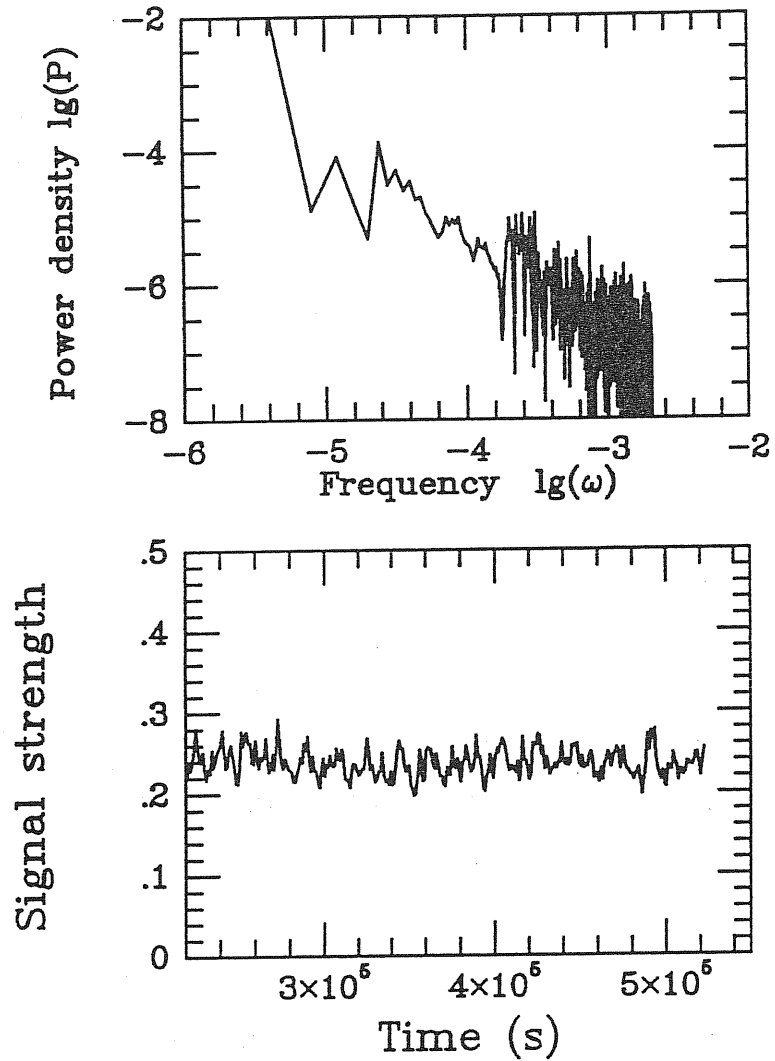 Power density lg(P)
-2
-4
-6
-8
-6 -5 -4 -3 -2
Frequency lg(ω)
Signal strength
.5
.4
.3
.2
.1
0
3×10⁵ 4×10⁵ 5×10⁵
Time (s)